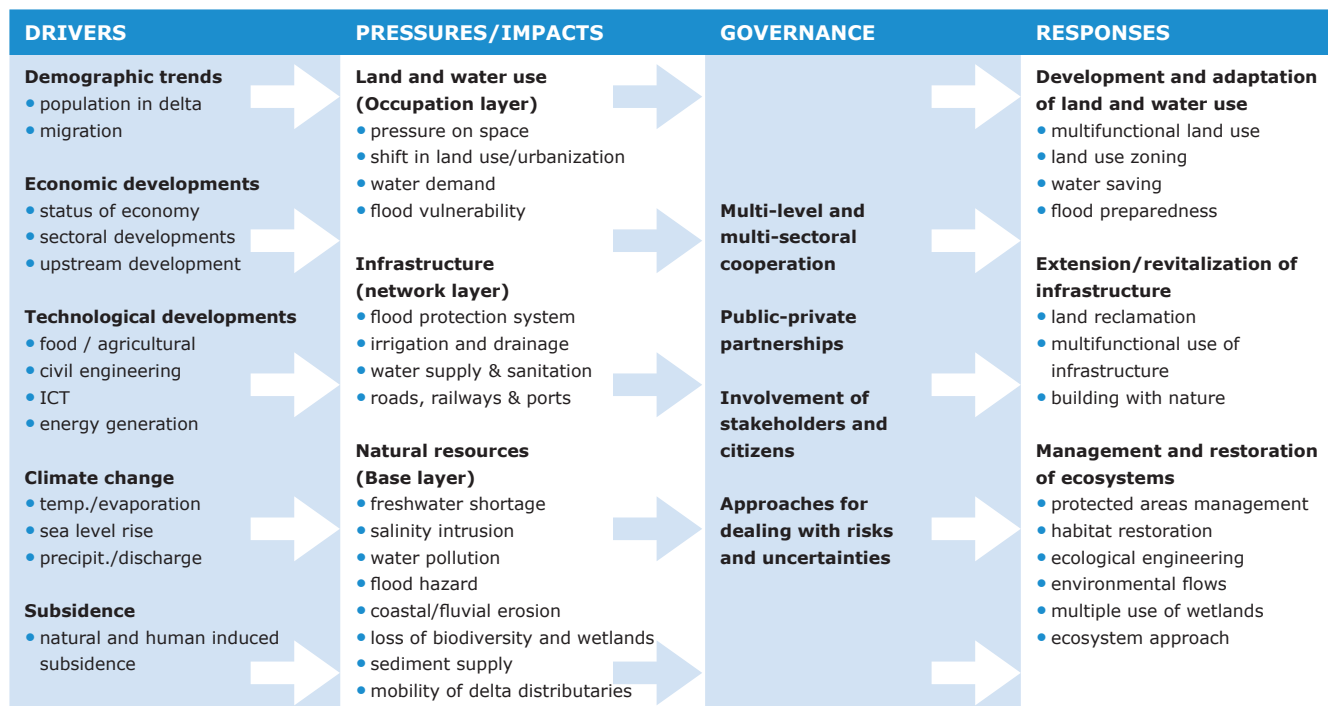 DRIVERS
Demographic trends
• population in delta
• migration
Economic developments
• status of economy
• sectoral developments
• upstream development
Technological developments
• food / agricultural
• civil engineering
• ICT
• energy generation
Climate change
• temp./evaporation
• sea level rise
• precipit./discharge
Subsidence
• natural and human induced
subsidence
PRESSURES/IMPACTS
Land and water use
(Occupation layer)
• pressure on space
• shift in land use/urbanization
• water demand
• flood vulnerability
Infrastructure
(network layer)
• flood protection system
• irrigation and drainage
• water supply & sanitation
• roads, railways & ports
Natural resources
(Base layer)
• freshwater shortage
• salinity intrusion
• water pollution
• flood hazard
• coastal/fluvial erosion
• loss of biodiversity and wetlands
• sediment supply
• mobility of delta distributaries
GOVERNANCE
Multi-level and
multi-sectoral
cooperation
Public-private
partnerships
Involvement of
stakeholders and
citizens
Approaches for
dealing with risks
and uncertainties
RESPONSES
Development and adaptation
of land and water use
• multifunctional land use
• land use zoning
• water saving
• flood preparedness
Extension/revitalization of
infrastructure
• land reclamation
• multifunctional use of
infrastructure
• building with nature
Management and restoration
of ecosystems
• protected areas management
• habitat restoration
• ecological engineering
• environmental flows
• multiple use of wetlands
• ecosystem approach